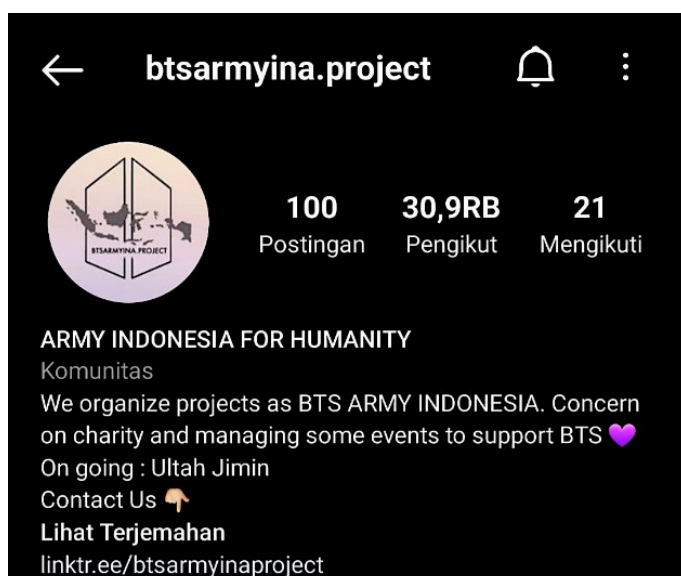 btsarmyina.project
BTSARMYINA.PROJECT
100 30,9RB 21
Postingan Pengikut Mengikuti
ARMY INDONESIA FOR HUMANITY
Komunitas
We organize projects as BTS ARMY INDONESIA. Concern
on charity and managing some events to support BTS 💜
On going : Ultah Jimin
Contact Us 👇🏼
Lihat Terjemahan
linktr.ee/btsarmyinaproject